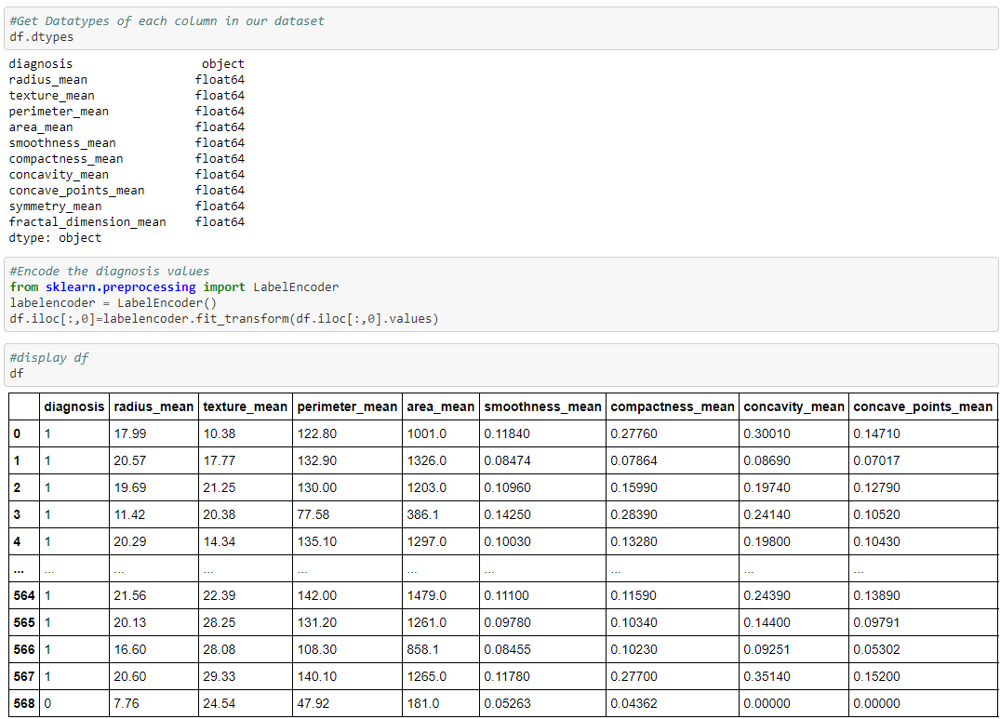 #Get Datatypes of each column in our dataset
df.dtypes
diagnosis object
radius_mean float64
texture_mean float64
perimeter_mean float64
area_mean float64
smoothness_mean float64
compactness_mean float64
concavity_mean float64
concave_points_mean float64
symmetry_mean float64
fractal_dimension_mean float64
dtype: object
#Encode the diagnosis values
from sklearn.preprocessing import LabelEncoder
labelencoder = LabelEncoder()
df.iloc[:,0]=labelencoder.fit_transform(df.iloc[:,0].values)
#display df
df
diagnosis radius_mean texture_mean perimeter_mean area_mean smoothness_mean compactness_mean concavity_mean concave_points_mean
0 1 17.99 10.38 122.80 1001.0 0.11840 0.27760 0.30010 0.14710
1 1 20.57 17.77 132.90 1326.0 0.08474 0.07864 0.08690 0.07017
2 1 19.69 21.25 130.00 1203.0 0.10960 0.15990 0.19740 0.12790
3 1 11.42 20.38 77.58 386.1 0.14250 0.28390 0.24140 0.10520
4 1 20.29 14.34 135.10 1297.0 0.10030 0.13280 0.19800 0.10430
... ... ... ... ... ... ... ... ... ...
564 1 21.56 22.39 142.00 1479.0 0.11100 0.11590 0.24390 0.13890
565 1 20.13 28.25 131.20 1261.0 0.09780 0.10340 0.14400 0.09791
566 1 16.60 28.08 108.30 858.1 0.08455 0.10230 0.09251 0.05302
567 1 20.60 29.33 140.10 1265.0 0.11780 0.27700 0.35140 0.15200
568 0 7.76 24.54 47.92 181.0 0.05263 0.04362 0.00000 0.00000